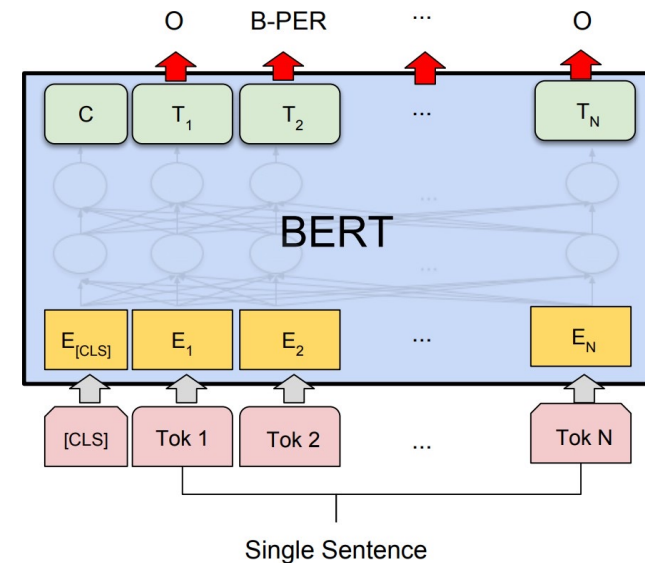 O B-PER ... O
C T1 T2 ... TN
...
BERT
...
E[CLS] E1 E2 ... EN
[CLS] Tok 1 Tok 2 ... Tok N
Single Sentence